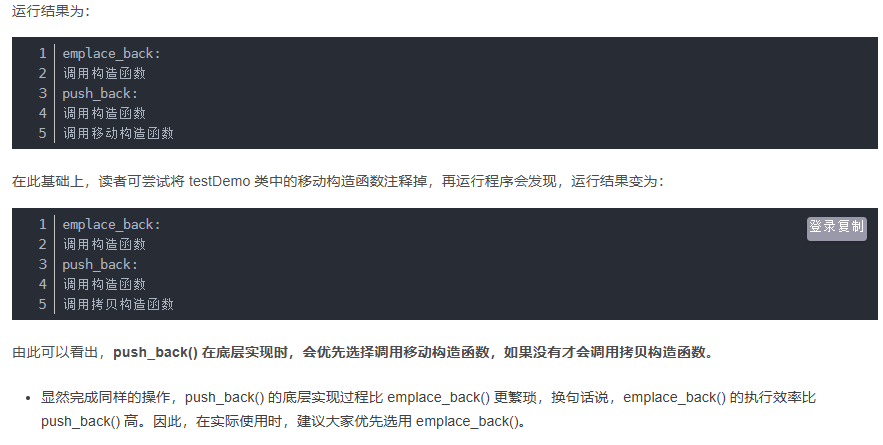 运行结果为：
1 emplace_back:
2 调用构造函数
3 push_back:
4 调用构造函数
5 调用移动构造函数
在此基础上，读者可尝试将 testDemo 类中的移动构造函数注释掉，再运行程序会发现，运行结果变为：
登录复制
1 emplace_back:
2 调用构造函数
3 push_back:
4 调用构造函数
5 调用拷贝构造函数
由此可以看出，push_back() 在底层实现时，会优先选择调用移动构造函数，如果没有才会调用拷贝构造函数。
• 显然完成同样的操作，push_back() 的底层实现过程比 emplace_back() 更繁琐，换句话说，emplace_back() 的执行效率比
push_back() 高。因此，在实际使用时，建议大家优先选用 emplace_back()。